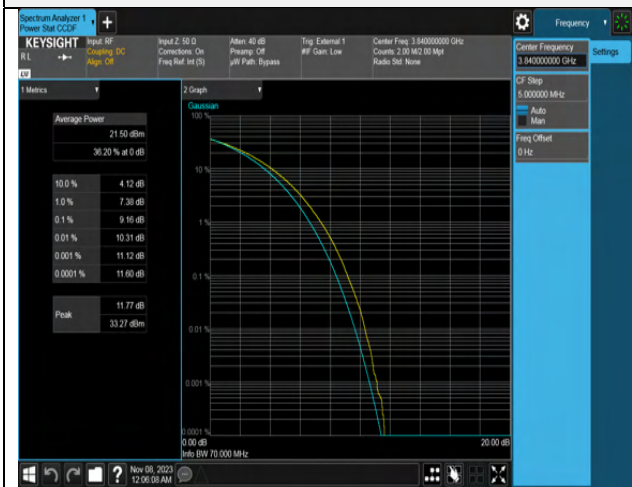 Spectrum Analyzer 1
Power Stat CCDF
Frequency
KEYSIGHT
RL
Input: RF
Coupling: DC
Align: Off
Input Z: 50 Ω
Corrections: On
Freq Ref: Int (S)
Atten: 40 dB
Preamp: Off
µW Path: Bypass
Trig: External 1
#IF Gain: Low
Center Freq: 3.840000000 GHz
Counts: 2.00 M/2.00 Mpt
Radio Std: None
Center Frequency
3.840000000 GHz
Settings
CF Step
5.000000 MHz
Auto
Man
Freq Offset
0 Hz
1 Metrics
Average Power
21.50 dBm
36.20 % at 0 dB
10.0 % 4.12 dB
1.0 % 7.38 dB
0.1 % 9.16 dB
0.01 % 10.31 dB
0.001 % 11.12 dB
0.0001 % 11.60 dB
Peak
11.77 dB
33.27 dBm
2 Graph
Gaussian
100 %
10 %
1 %
0.1 %
0.01 %
0.001 %
0.0001 %
0.00 dB
20.00 dB
Info BW 70.000 MHz
?
Nov 08, 2023
12:06:08 AM